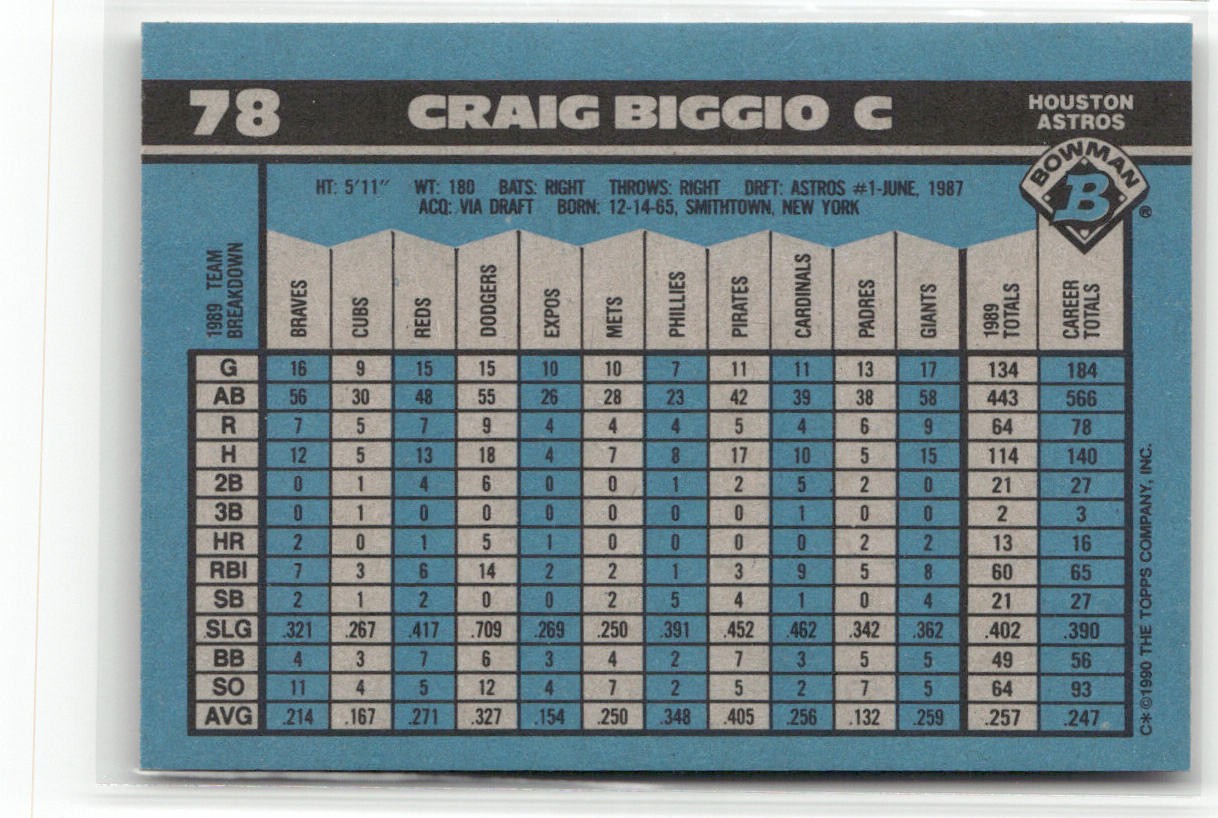 78 CRAIG BIGGIO C HOUSTON ASTROS
BOWMAN
B
®
HT: 5'11" WT: 180 BATS: RIGHT THROWS: RIGHT DRFT: ASTROS #1-JUNE, 1987
ACQ: VIA DRAFT BORN: 12-14-65, SMITHTOWN, NEW YORK
1989 TEAM BREAKDOWN BRAVES CUBS REDS DODGERS EXPOS METS PHILLIES PIRATES CARDINALS PADRES GIANTS 1989 TOTALS CAREER TOTALS
G 16 9 15 15 10 10 7 11 11 13 17 134 184
AB 56 30 48 55 26 28 23 42 39 38 58 443 566
R 7 5 7 9 4 4 4 5 4 6 9 64 78
H 12 5 13 18 4 7 8 17 10 5 15 114 140
2B 0 1 4 6 0 0 1 2 5 2 0 21 27
3B 0 1 0 0 0 0 0 0 1 0 0 2 3
HR 2 0 1 5 1 0 0 0 0 2 2 13 16
RBI 7 3 6 14 2 2 1 3 9 5 8 60 65
SB 2 1 2 0 0 2 5 4 1 0 4 21 27
SLG .321 .267 .417 .709 .269 .250 .391 .452 .462 .342 .362 .402 .390
BB 4 3 7 6 3 4 2 7 3 5 5 49 56
SO 11 4 5 12 4 7 2 5 2 7 5 64 93
AVG .214 .167 .271 .327 .154 .250 .348 .405 .256 .132 .259 .257 .247
C* ©1990 THE TOPPS COMPANY, INC.